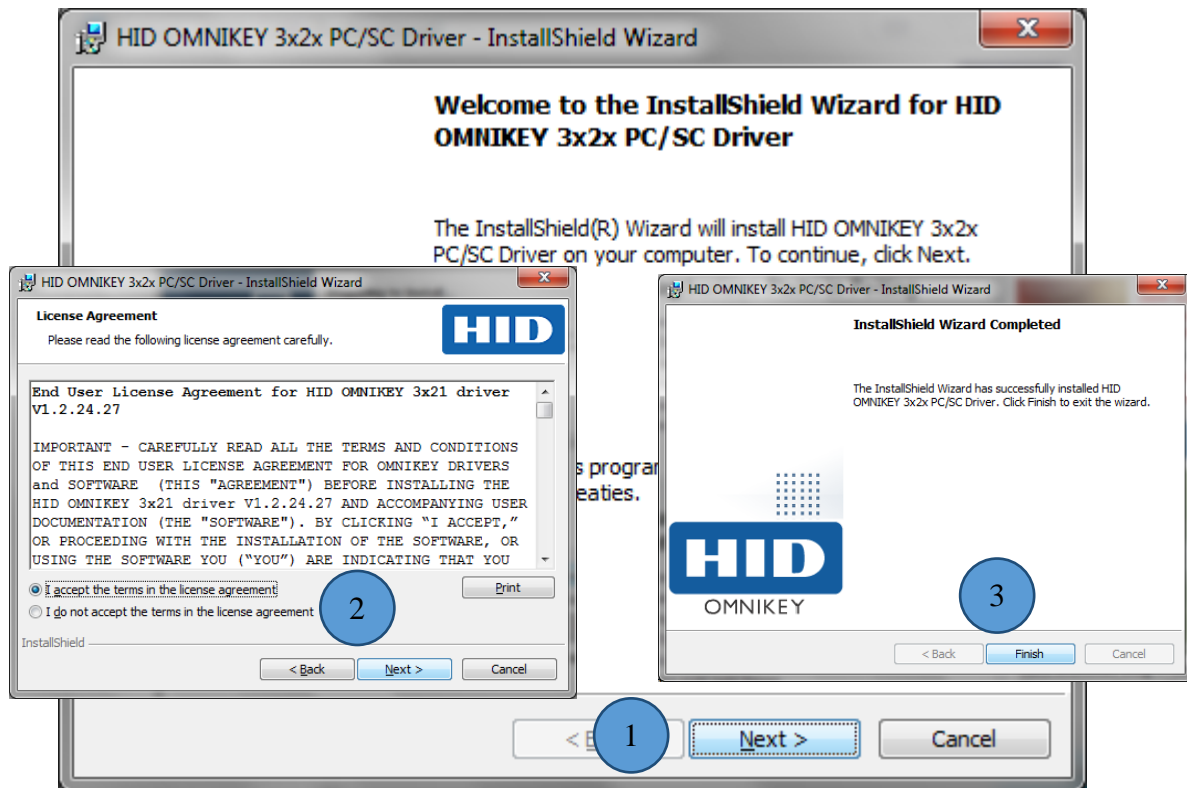 HID OMNIKEY 3x2x PC/SC Driver - InstallShield Wizard
Welcome to the InstallShield Wizard for HID
OMNIKEY 3x2x PC/SC Driver
The InstallShield(R) Wizard will install HID OMNIKEY 3x2x
PC/SC Driver on your computer. To continue, click Next.
eaties.
1
Next >
Cancel
HID OMNIKEY 3x2x PC/SC Driver - InstallShield Wizard
License Agreement
Please read the following license agreement carefully.
HID
End User License Agreement for HID OMNIKEY 3x21 driver
V1.2.24.27
IMPORTANT - CAREFULLY READ ALL THE TERMS AND CONDITIONS
OF THIS END USER LICENSE AGREEMENT FOR OMNIKEY DRIVERS
and SOFTWARE (THIS "AGREEMENT") BEFORE INSTALLING THE
HID OMNIKEY 3x21 driver V1.2.24.27 AND ACCOMPANYING USER
DOCUMENTATION (THE "SOFTWARE"). BY CLICKING “I ACCEPT,”
OR PROCEEDING WITH THE INSTALLATION OF THE SOFTWARE, OR
USING THE SOFTWARE YOU (“YOU”) ARE INDICATING THAT YOU
I accept the terms in the license agreement
Print
I do not accept the terms in the license agreement
2
InstallShield
< Back
Next >
Cancel
HID OMNIKEY 3x2x PC/SC Driver - InstallShield Wizard
InstallShield Wizard Completed
The InstallShield Wizard has successfully installed HID
OMNIKEY 3x2x PC/SC Driver. Click Finish to exit the wizard.
HID
OMNIKEY
3
< Back
Finish
Cancel